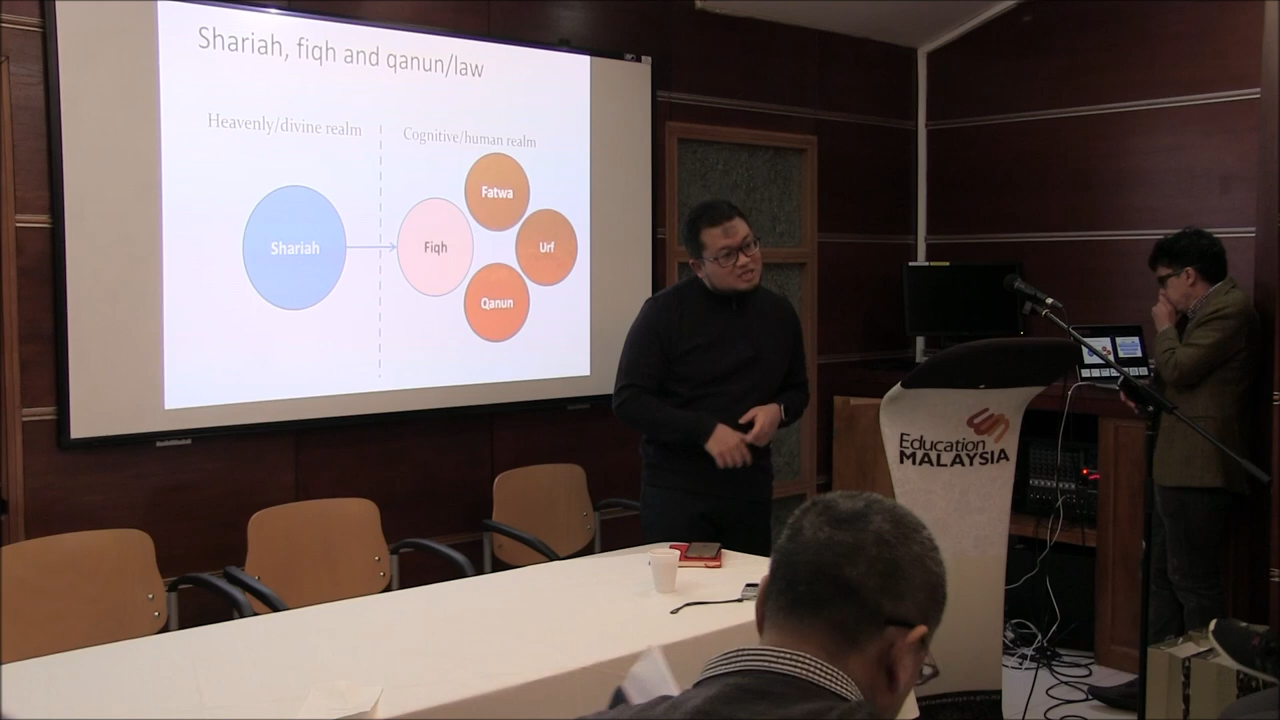 Shariah, fiqh and qanun/law
Heavenly/divine realm
Cognitive/human realm
Fatwa
Shariah
Fiqh
Urf
Qanun
Education
MALAYSIA